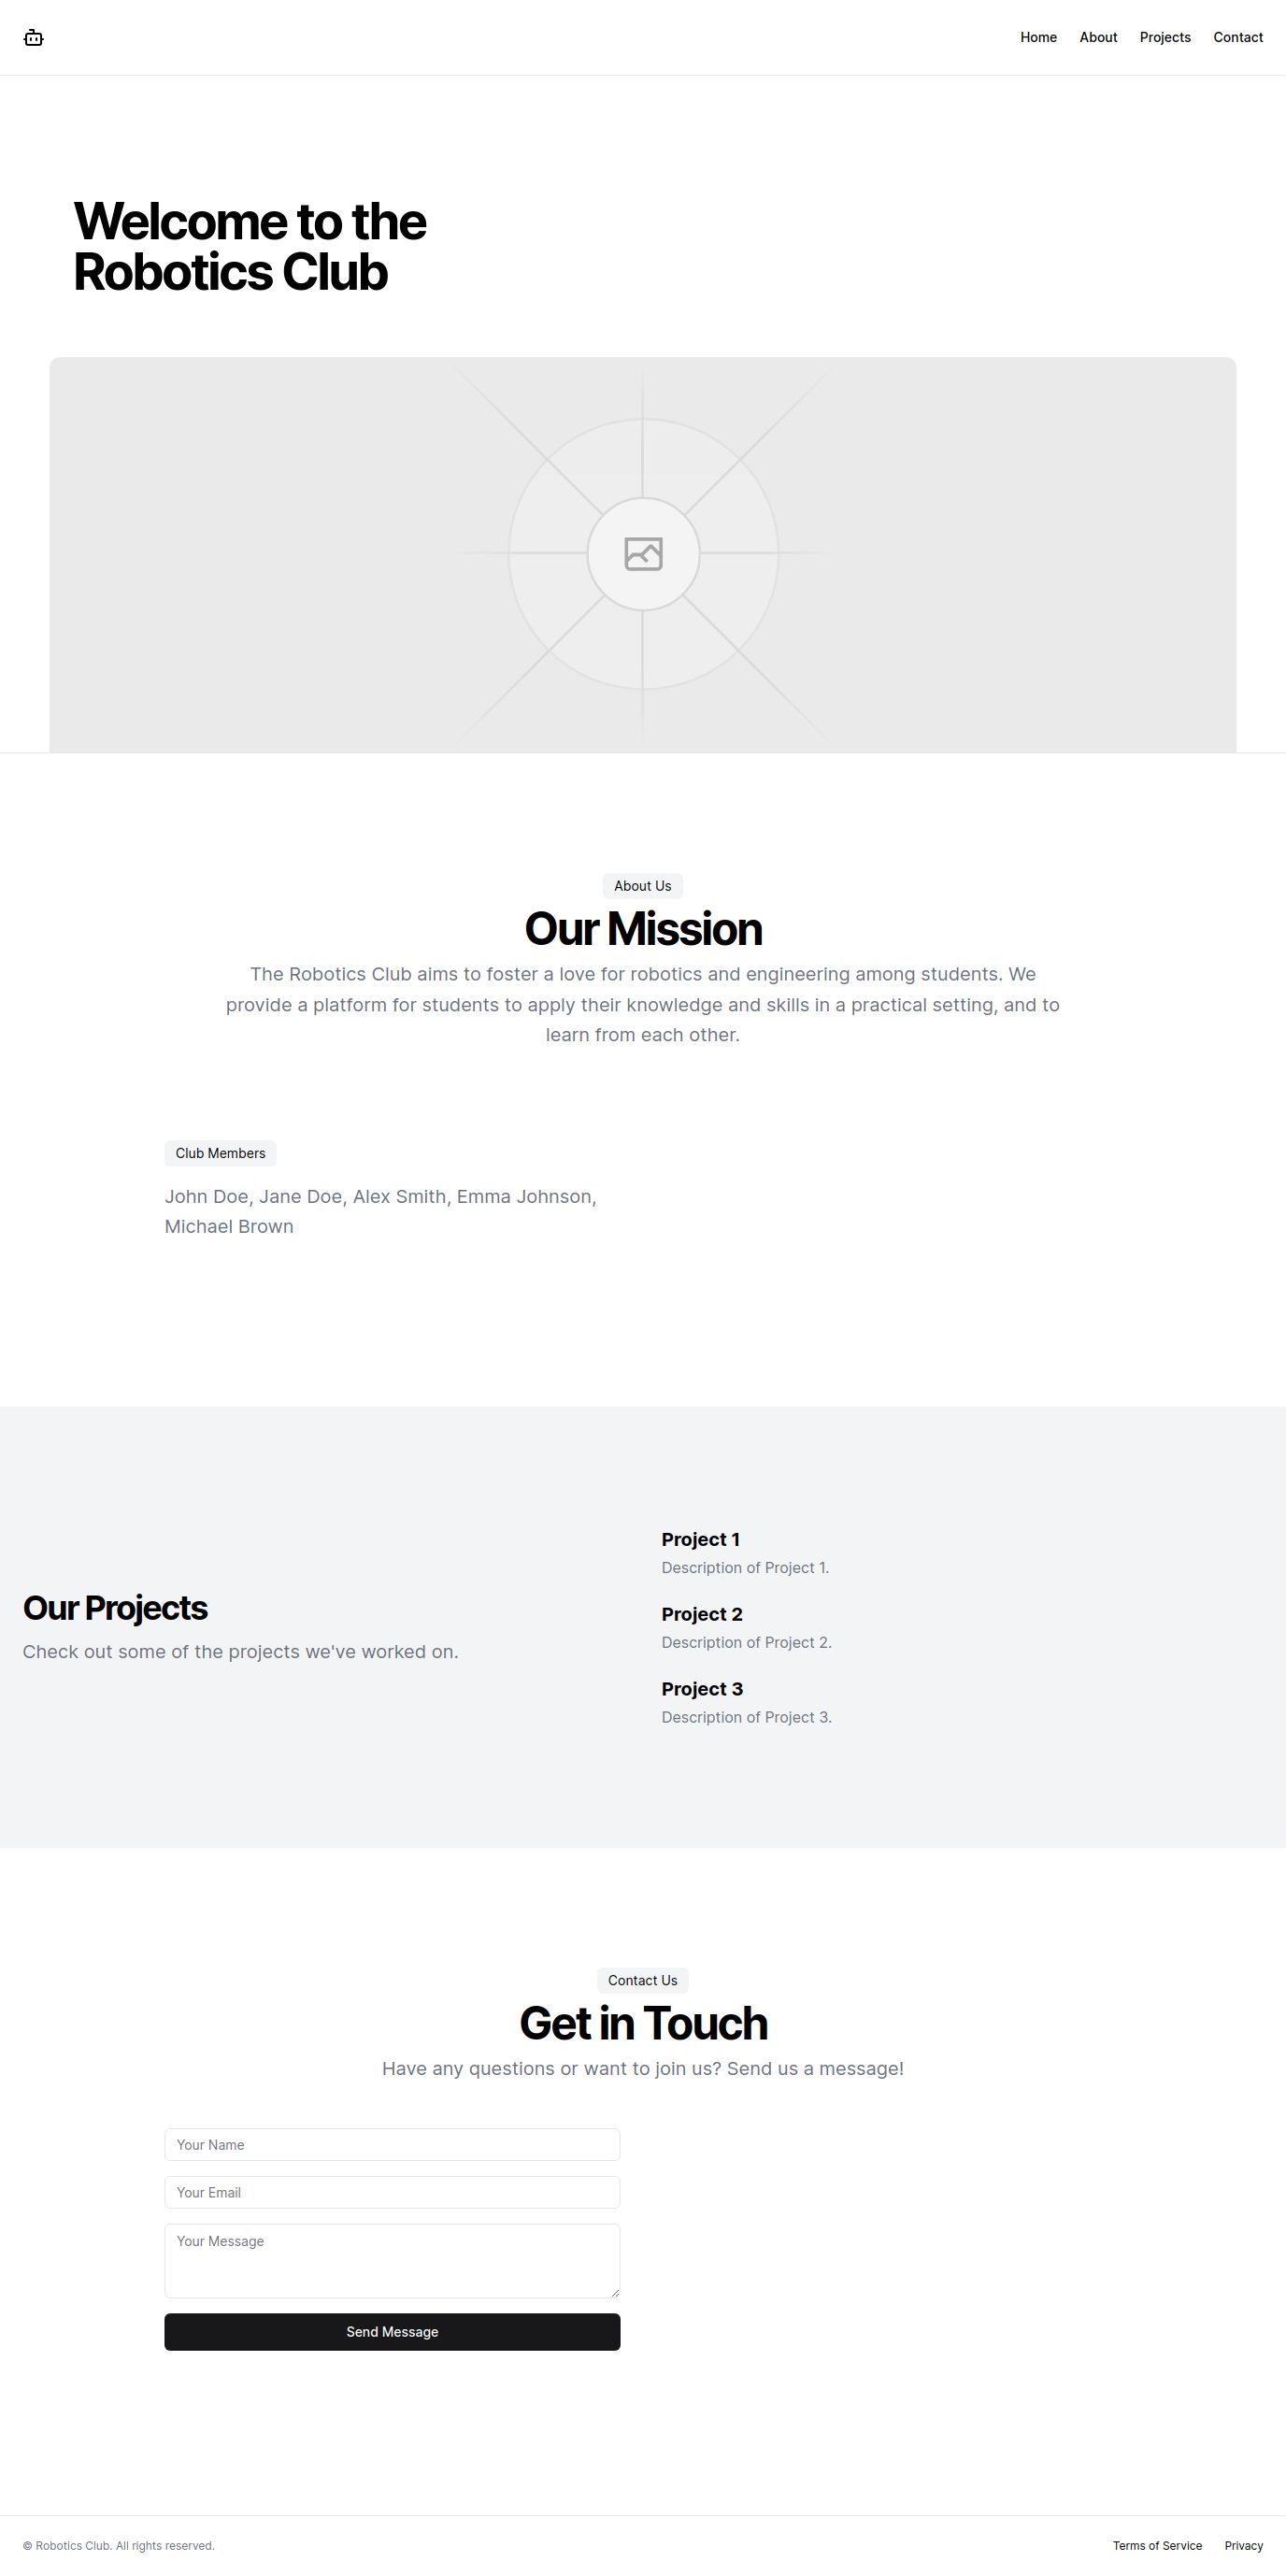 Home About Projects Contact
Welcome to the
Robotics Club
About Us
Our Mission
The Robotics Club aims to foster a love for robotics and engineering among students. We
provide a platform for students to apply their knowledge and skills in a practical setting, and to
learn from each other.
Club Members
John Doe, Jane Doe, Alex Smith, Emma Johnson,
Michael Brown
Our Projects
Check out some of the projects we've worked on.
Project 1
Description of Project 1.
Project 2
Description of Project 2.
Project 3
Description of Project 3.
Contact Us
Get in Touch
Have any questions or want to join us? Send us a message!
Your Name
Your Email
Your Message
Send Message
© Robotics Club. All rights reserved.
Terms of Service Privacy